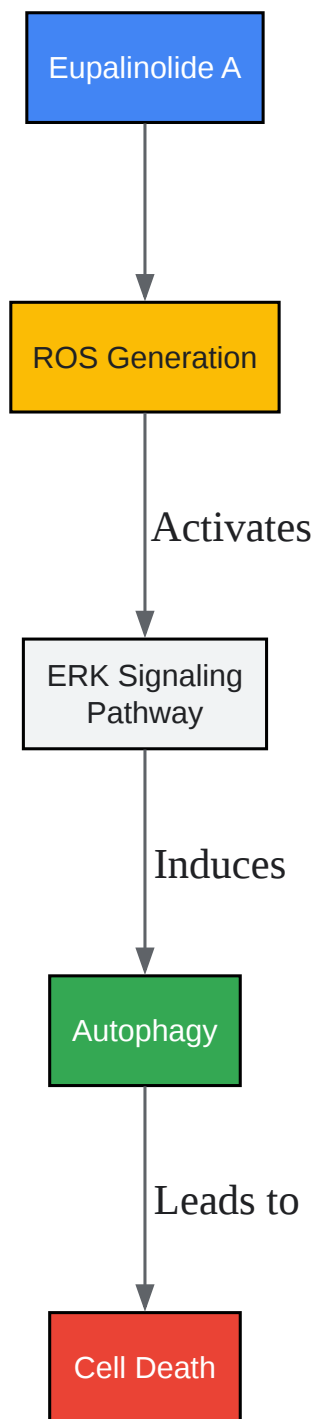 Eupalinolide A
ROS Generation
Activates
ERK Signaling
Pathway
Induces
Autophagy
Leads to
Cell Death